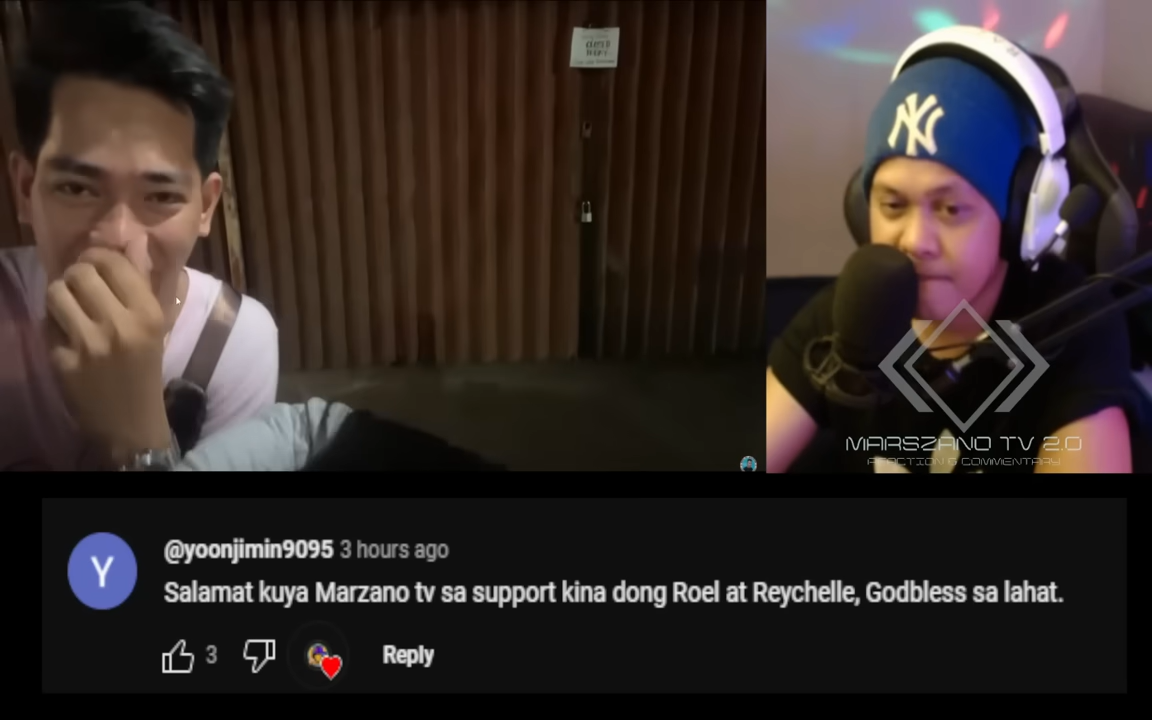 NY
MARSZANO TV 2.0
REACTION & COMMENTARY
Y
@yoonjimin9095 3 hours ago
Salamat kuya Marzano tv sa support kina dong Roel at Reychelle, Godbless sa lahat.
3
Reply